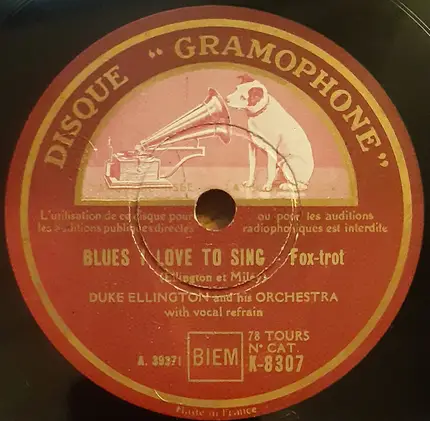 DISQUE "GRAMOPHONE"
L'utilisation de ce disque pour ou pour les auditions
les auditions publiques directes radiophoniques est interdite
BLUES I LOVE TO SING Fox-trot
(Ellington et Miley)
DUKE ELLINGTON and his ORCHESTRA
with vocal refrain
78 TOURS
A. 39371 BIEM Nº CAT.
K-8307
Made in France